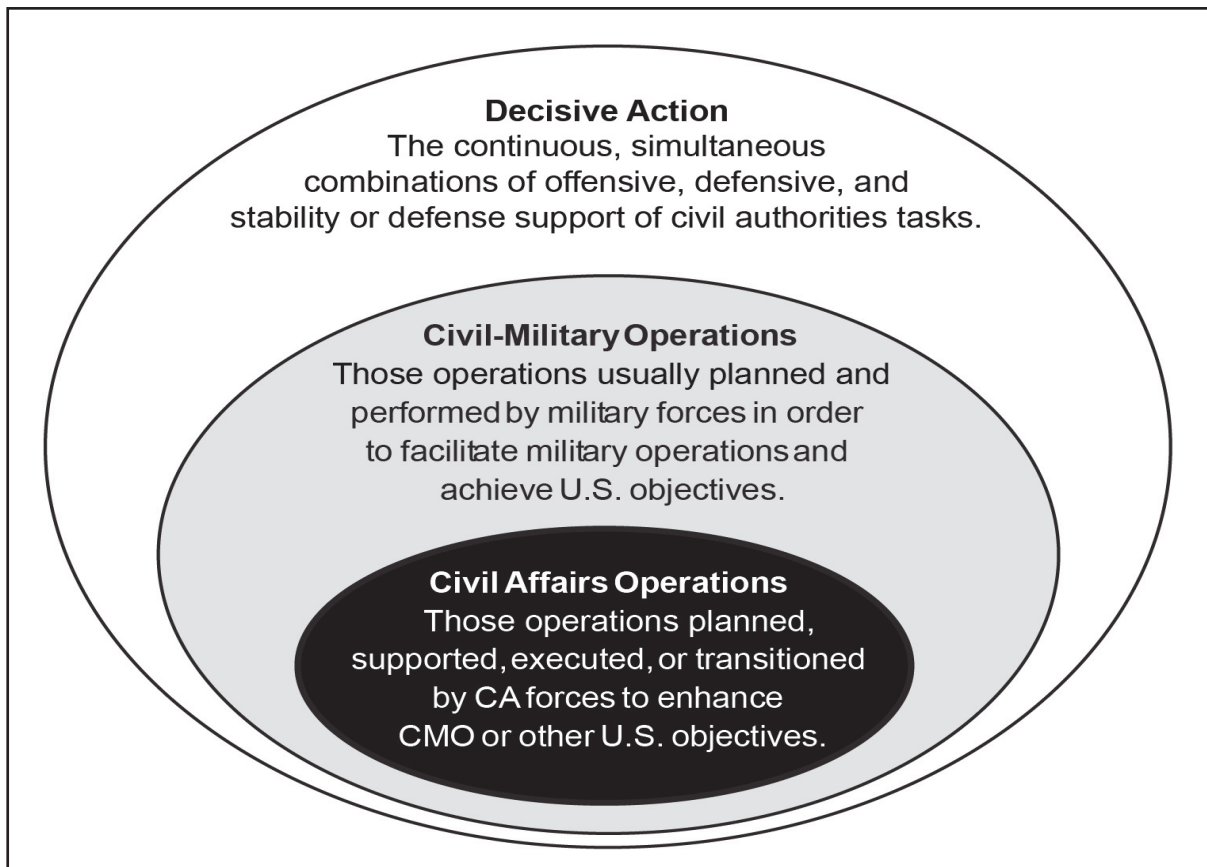 Decisive Action
The continuous, simultaneous
combinations of offensive, defensive, and
stability or defense support of civil authorities tasks.
Civil-Military Operations
Those operations usually planned and
performed by military forces in order
to facilitate military operations and
achieve U.S. objectives.
Civil Affairs Operations
Those operations planned,
supported, executed, or transitioned
by CA forces to enhance
CMO or other U.S. objectives.